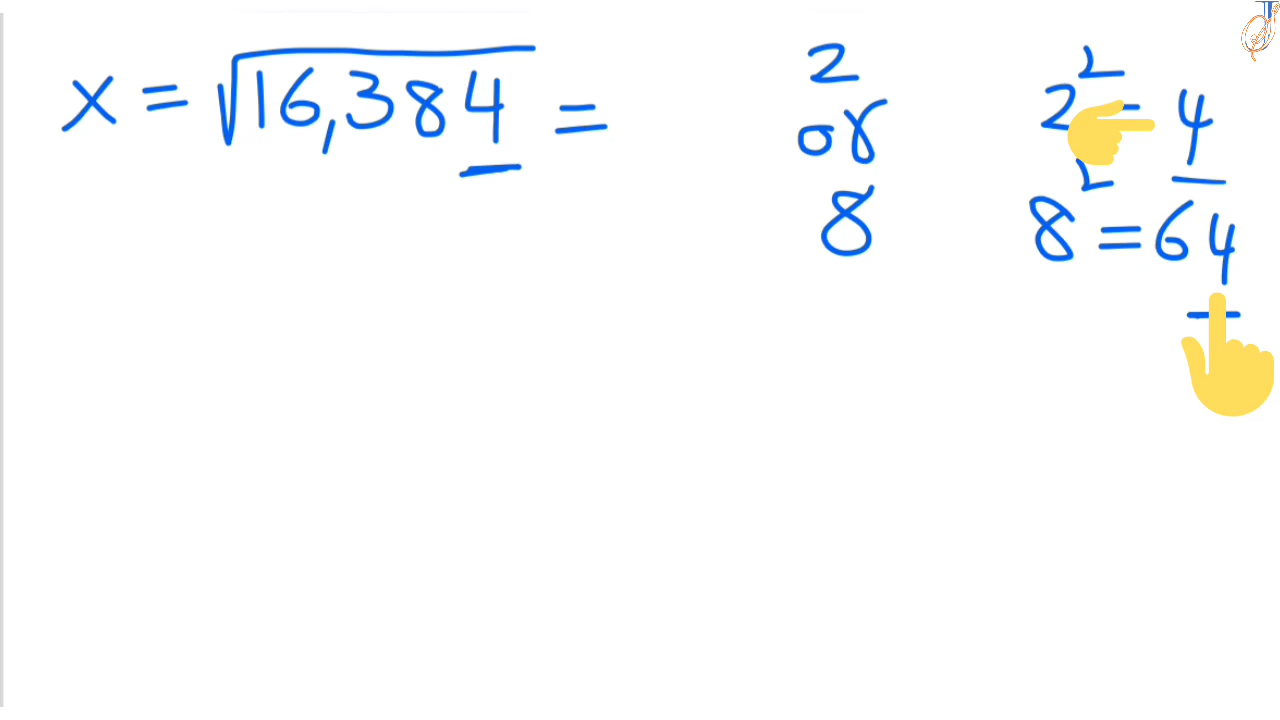 x = √16,384 =
2
or
8
2² = 4
8² = 64